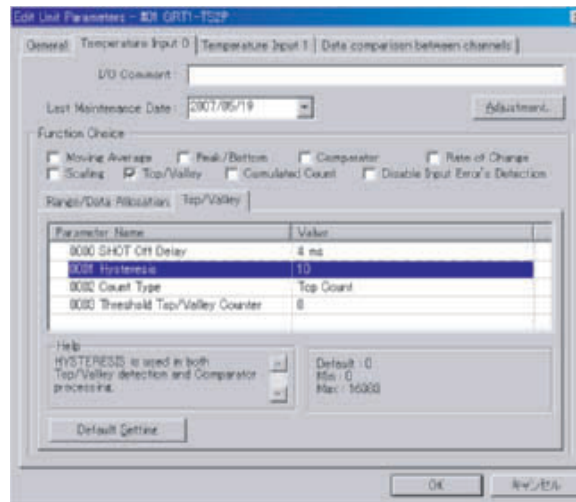 Edit Unit Parameters - #01 GRT1-TS2P
General Temperature Input 0 Temperature Input 1 Data comparison between channels
I/O Comment :
Last Maintenance Date : 2007/05/19 Adjustment.
Function Choice
Moving Average Peak/Bottom Comparator Rate of Change
Scaling Top/Valley Cumulated Count Disable Input Error's Detection
Range/Data Allocation Top/Valley
Parameter Name Value
0000 SHOT Off Delay 4 ms
0001 Hysteresis 10
0002 Count Type Top Count
0003 Threshold Top/Valley Counter 0
Help
HYSTERESIS is used in both
Top/Valley detection and Comparator
processing.
Default : 0
Min : 0
Max : 16000
Default Setting
OK キャンセル